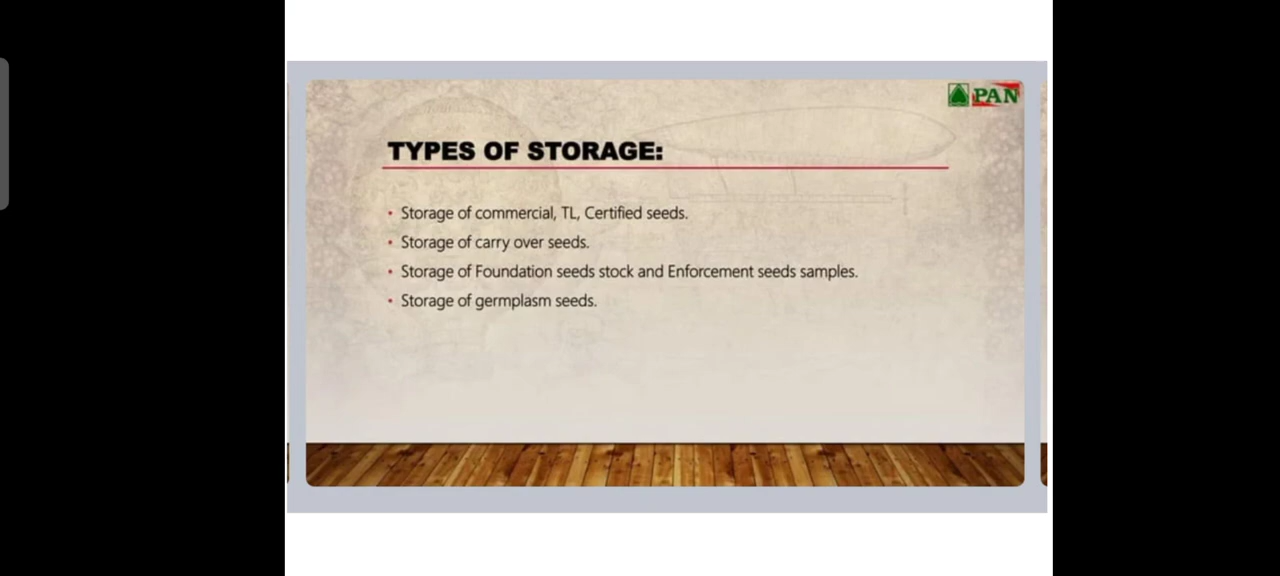 PAN
TYPES OF STORAGE:
• Storage of commercial, TL, Certified seeds.
• Storage of carry over seeds.
• Storage of Foundation seeds stock and Enforcement seeds samples.
• Storage of germplasm seeds.